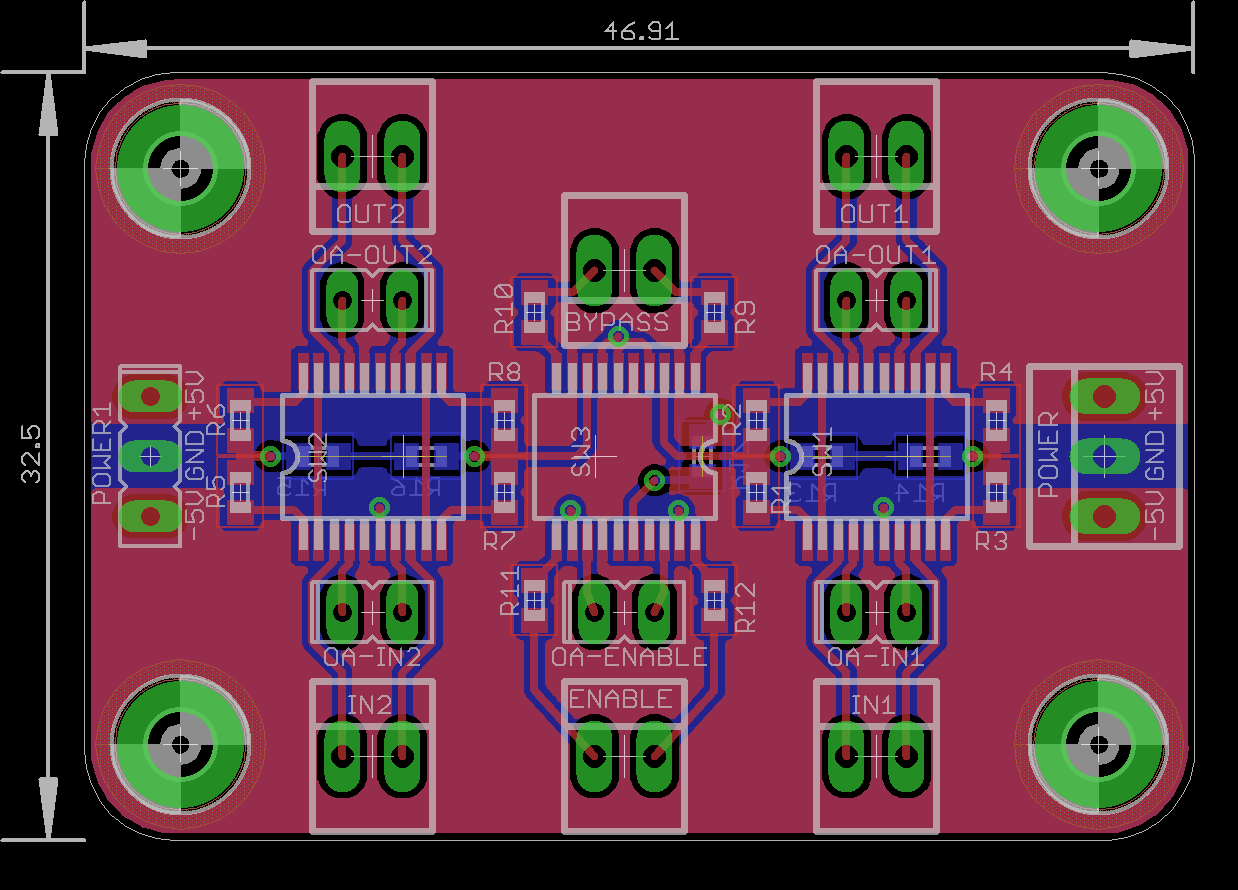 46.91
32.5
OUT2
OUT1
OA-OUT2
OA-OUT1
R10
BYPASS
R9
R8
R4
POWER1
+5V
GND
-5V
R6
R5
SW2
R15
R16
R7
SW3
R2
R1
SW1
R13
R14
R3
POWER
+5V
GND
-5V
R11
R12
OA-IN2
OA-ENABLE
OA-IN1
IN2
ENABLE
IN1